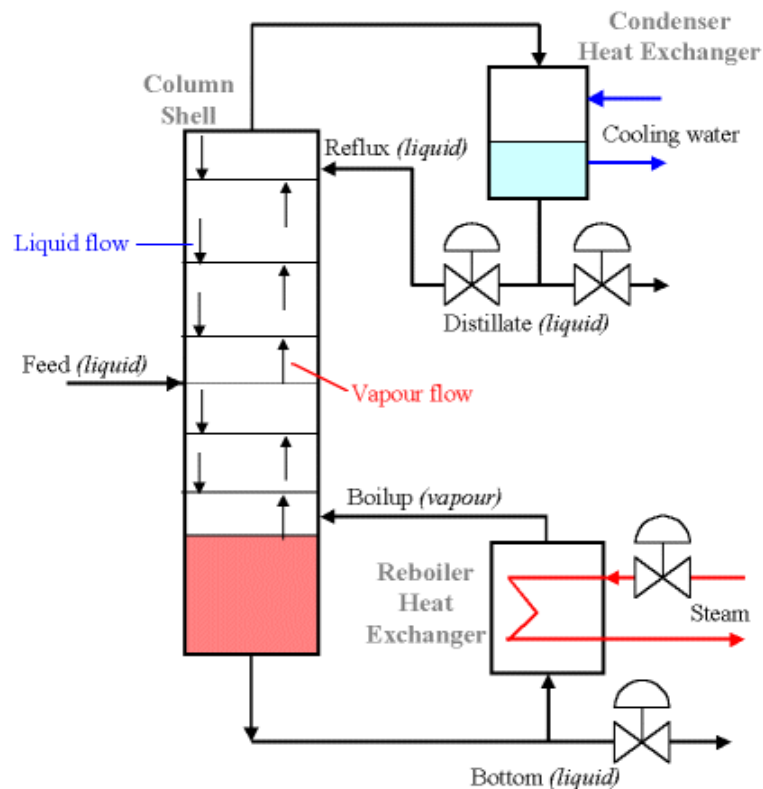 Condenser
Heat Exchanger
Column
Shell
Cooling water
Reflux (liquid)
Liquid flow
Distillate (liquid)
Feed (liquid)
Vapour flow
Boilup (vapour)
Reboiler
Heat
Exchanger
Steam
Bottom (liquid)